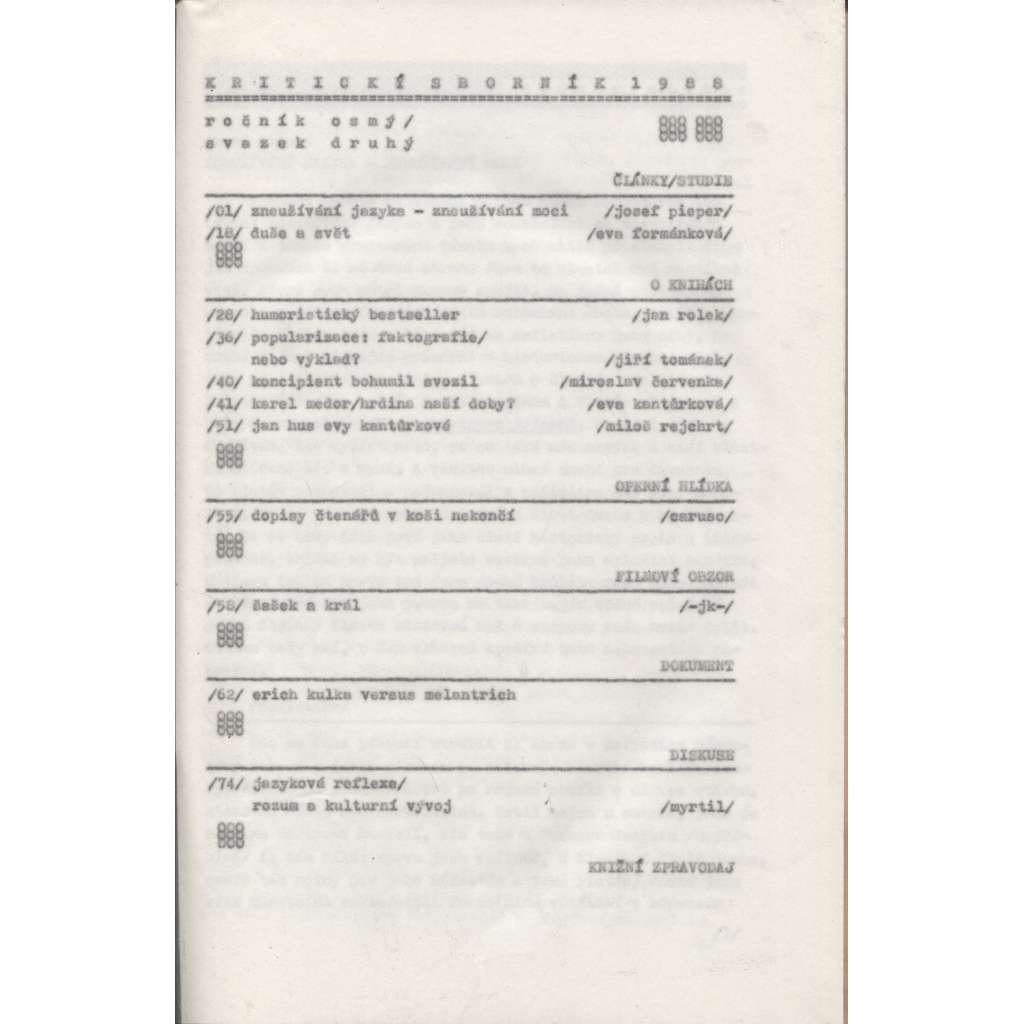 KRITICKÝ SBORNÍK 1988
ročník osmý/
svazek druhý
ČLÁNKY/STUDIE
/01/ zneužívání jazyka - zneužívání moci /josef pieper/
/18/ duše a svět /eva formánková/
O KNIHÁCH
/28/ humoristický bestseller /jan rolek/
/36/ popularizace: faktografie/
nebo výklad? /jiří tománek/
/40/ koncipient bohumil svozil /miroslav červenka/
/41/ karel medor/hrdina naší doby? /eva kantůrková/
/51/ jan hus evy kantůrkové /miloš rejchrt/
OPERNÍ HLÍDKA
/55/ dopisy čtenářů v koši nekončí /caruso/
FILMOVÝ OBZOR
/58/ šašek a král /-jk-/
DOKUMENT
/62/ erich kulka versus melantrich
DISKUSE
/74/ jazyková reflexe/
rozum a kulturní vývoj /myrtil/
KNIŽNÍ ZPRAVODAJ